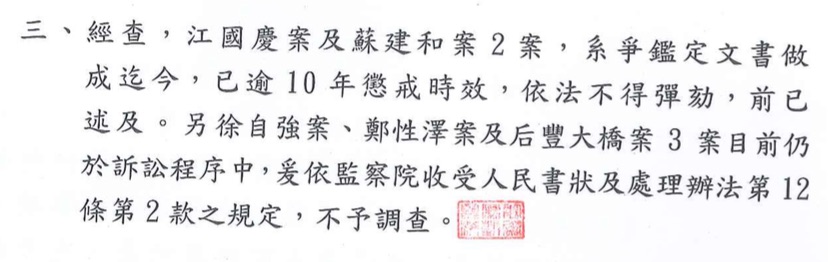 三、經查，江國慶案及蘇建和案 2 案，系爭鑑定文書做
成迄今，已逾 10 年懲戒時效，依法不得彈劾，前已
述及。另徐自強案、鄭性澤案及后豐大橋案 3 案目前仍
於訴訟程序中，爰依監察院收受人民書狀及處理辦法第 12
條第 2 款之規定，不予調查。